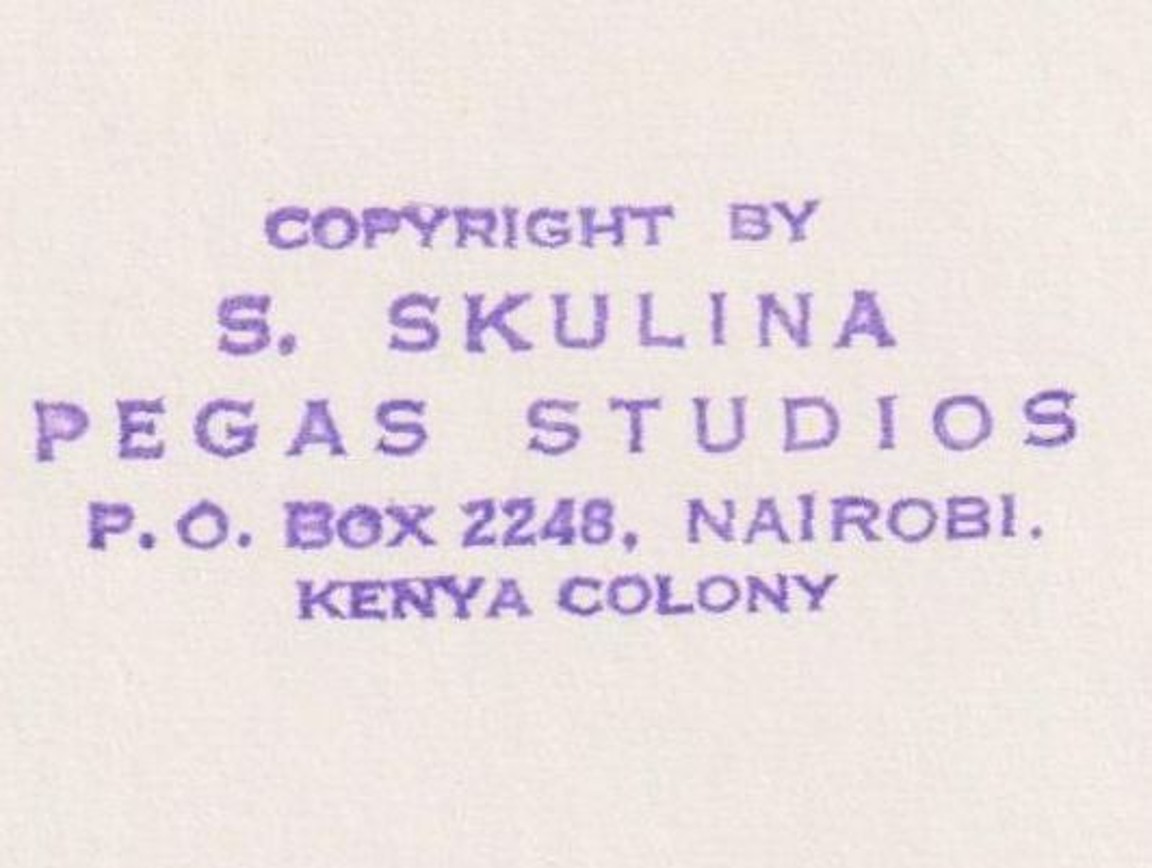 COPYRIGHT BY
S. SKULINA
PEGAS STUDIOS
P. O. BOX 2248, NAIROBI.
KENYA COLONY